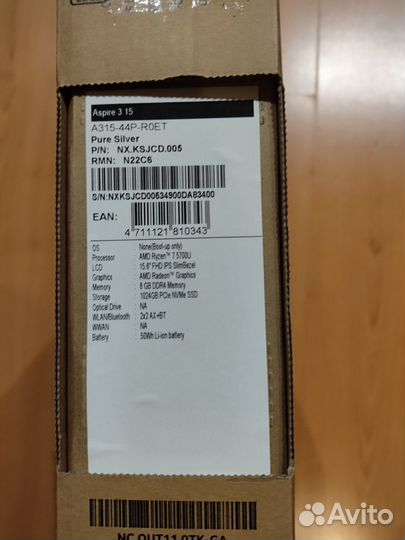 Aspire 3 15
A315-44P-R0ET
Pure Silver
P/N: NX.KSJCD.005
RMN: N22C6
S/N:NXKSJCD00534900DA83400
EAN:
4 711121 810343
OS None(Boot-up only)
Processor AMD Ryzen™ 7 5700U
LCD 15.6" FHD IPS SlimBezel
Graphics AMD Radeon™ Graphics
Memory 8 GB DDR4 Memory
Storage 1024GB PCIe NVMe SSD
Optical Drive NA
WLAN/Bluetooth 2x2 AX+BT
WWAN NA
Battery 50Wh Li-ion battery
Avito